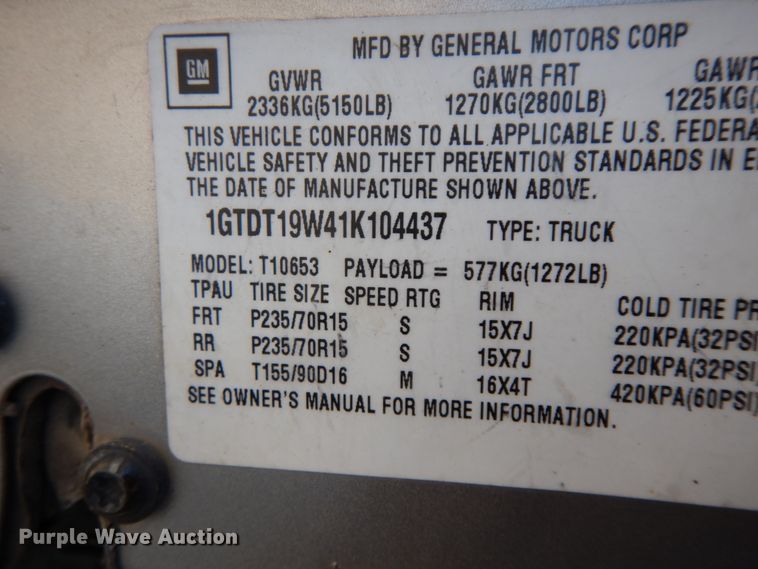 GM
MFD BY GENERAL MOTORS CORP
GVWR GAWR FRT GAWR
2336KG(5150LB) 1270KG(2800LB) 1225KG(
THIS VEHICLE CONFORMS TO ALL APPLICABLE U.S. FEDERA
VEHICLE SAFETY AND THEFT PREVENTION STANDARDS IN E
THE DATE OF MANUFACTURE SHOWN ABOVE.
1GTDT19W41K104437 TYPE: TRUCK
MODEL: T10653 PAYLOAD = 577KG(1272LB)
TPAU TIRE SIZE SPEED RTG RIM COLD TIRE PR
FRT P235/70R15 S 15X7J 220KPA(32PSI
RR P235/70R15 S 15X7J 220KPA(32PSI)
SPA T155/90D16 M 16X4T 420KPA(60PSI)
SEE OWNER'S MANUAL FOR MORE INFORMATION.
Purple Wave Auction